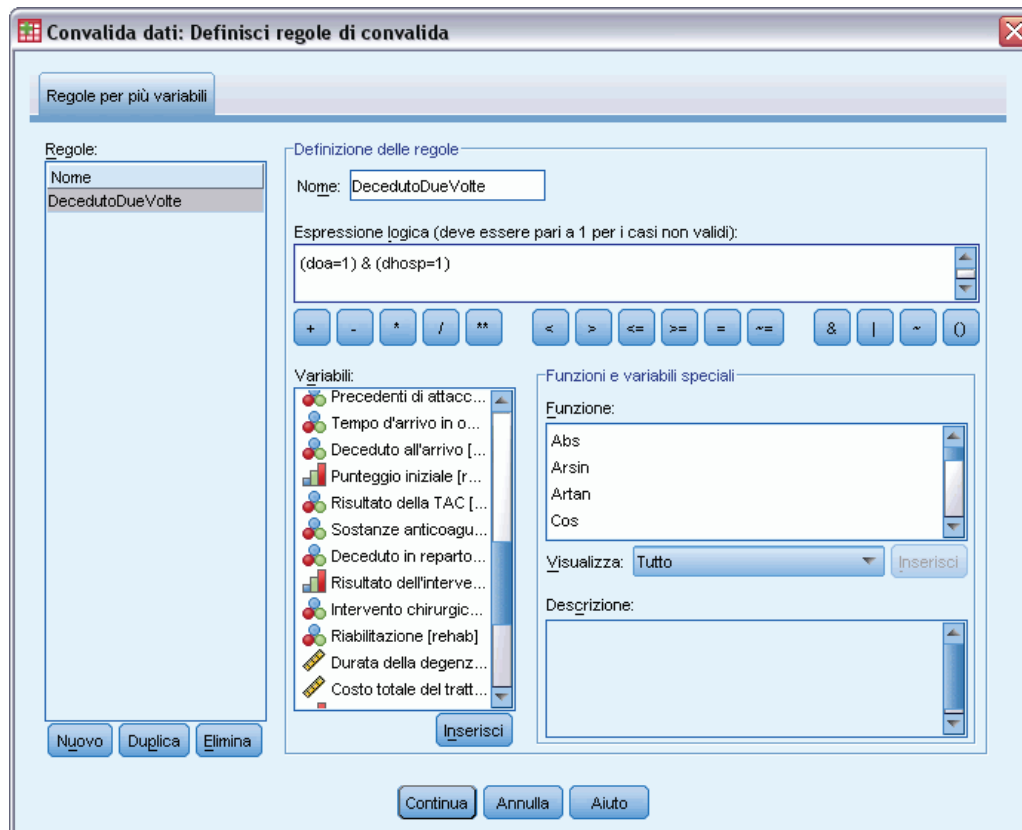 Convalida dati: Definisci regole di convalida
Regole per più variabili
Regole:
Nome
DecedutoDueVolte
Definizione delle regole
Nome: DecedutoDueVolte
Espressione logica (deve essere pari a 1 per i casi non validi):
(doa=1) & (dhosp=1)
+ - * / ** < > <= >= = ~= & | ~ ()
Variabili:
Precedenti di attacc...
Tempo d'arrivo in o...
Deceduto all'arrivo [...
Punteggio iniziale [r...
Risultato della TAC [...
Sostanze anticoagu...
Deceduto in reparto...
Risultato dell'interve...
Intervento chirurgic...
Riabilitazione [rehab]
Durata della degenz...
Costo totale del tratt...
Inserisci
Funzioni e variabili speciali
Funzione:
Abs
Arsin
Artan
Cos
Visualizza: Tutto Inserisci
Descrizione:
Nuovo Duplica Elimina
Continua Annulla Aiuto